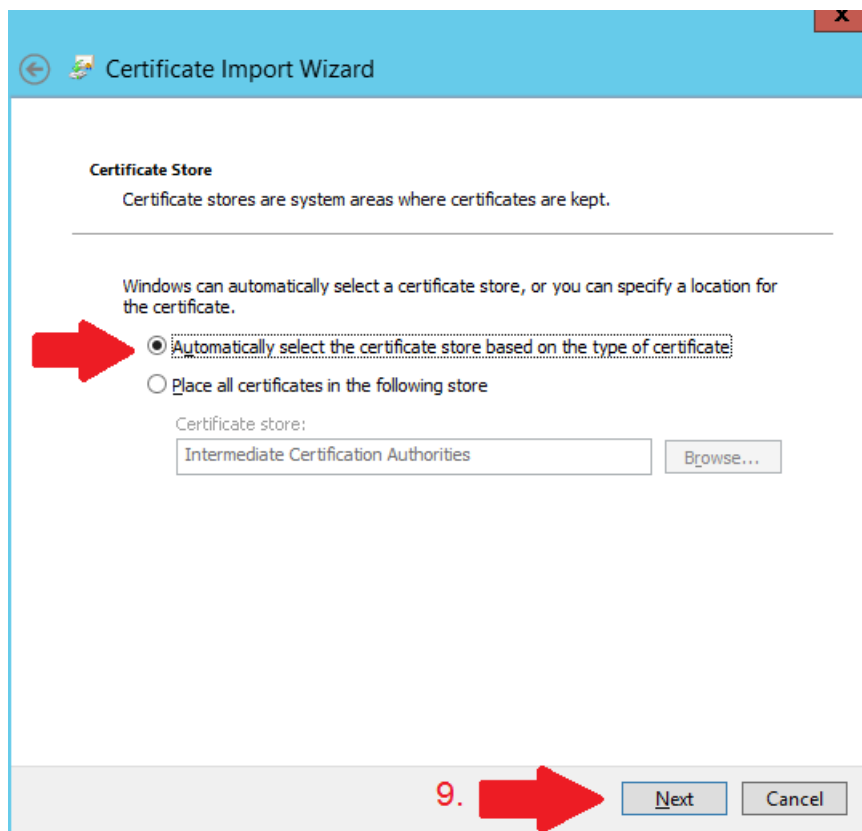 x
Certificate Import Wizard
Certificate Store
Certificate stores are system areas where certificates are kept.
Windows can automatically select a certificate store, or you can specify a location for
the certificate.
Automatically select the certificate store based on the type of certificate
Place all certificates in the following store
Certificate store:
Intermediate Certification Authorities
Browse...
9.
Next
Cancel